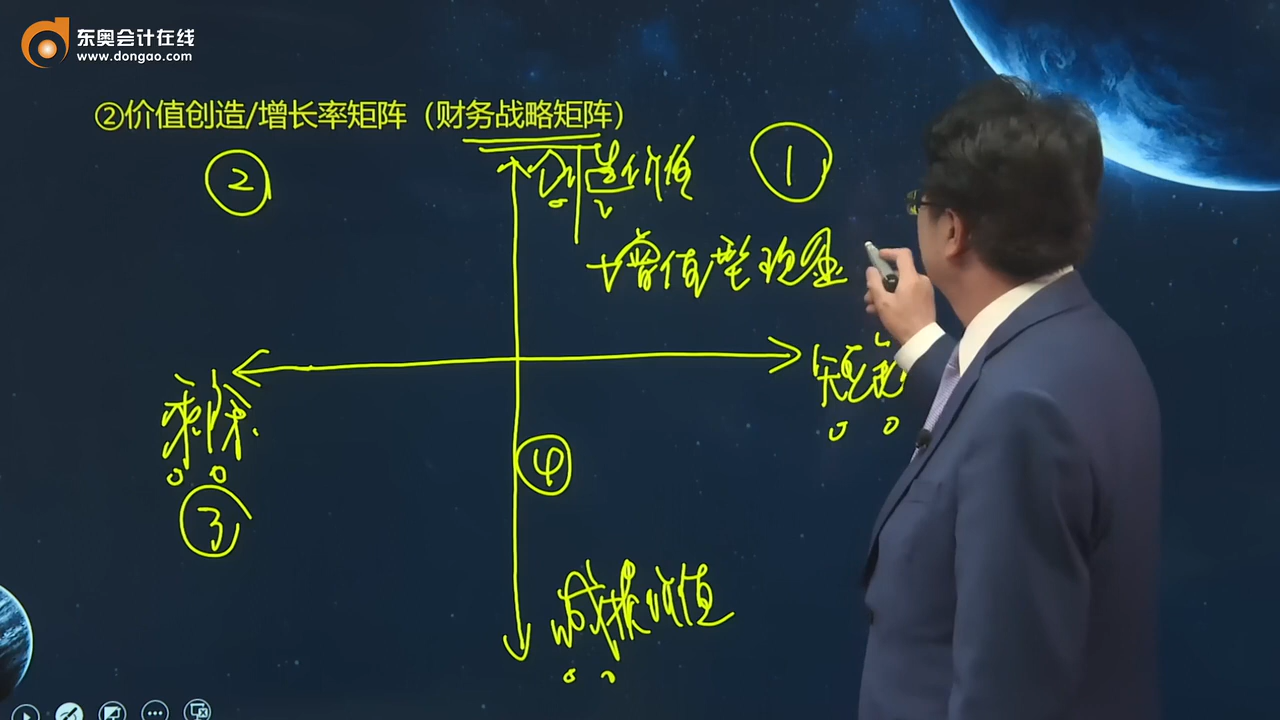 东奥会计在线
www.dongao.com
②价值创造/增长率矩阵（财务战略矩阵）
②
创造价值
①
增值型现金
短
剩余
③
④
减损价值